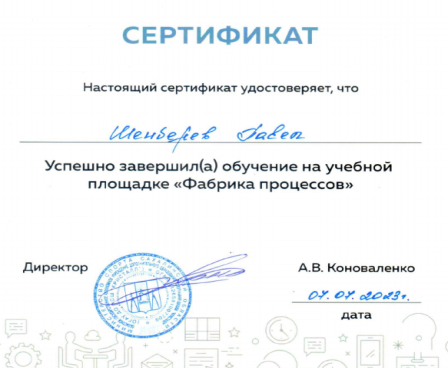 СЕРТИФИКАТ
Настоящий сертификат удостоверяет, что
Шенберев Павел
Успешно завершил(а) обучение на учебной
площадке «Фабрика процессов»
Директор
А.В. Коноваленко
07.07.2023г.
дата